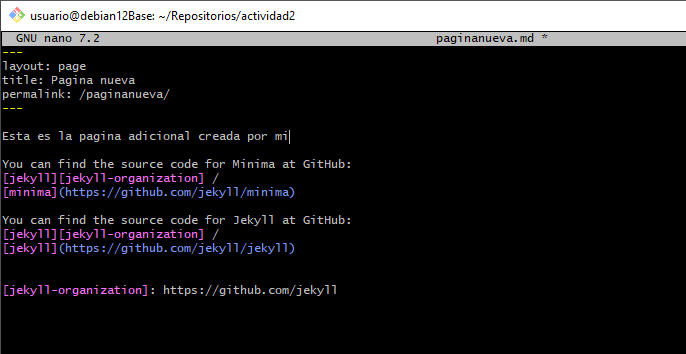 usuario@debian12Base: ~/Repositorios/actividad2
GNU nano 7.2 paginanueva.md *
---
layout: page
title: Pagina nueva
permalink: /paginanueva/
---
Esta es la pagina adicional creada por mi
You can find the source code for Minima at GitHub:
[jekyll][jekyll-organization] /
[minima](https://github.com/jekyll/minima)
You can find the source code for Jekyll at GitHub:
[jekyll][jekyll-organization] /
[jekyll](https://github.com/jekyll/jekyll)
[jekyll-organization]: https://github.com/jekyll